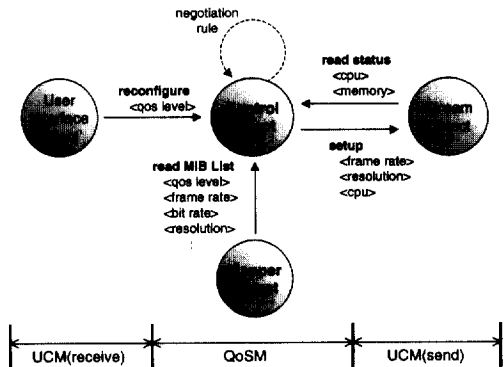 negotiation
rule
read status
<cpu>
<memory>
reconfigure
<qos level>
User
setup
<frame rate>
<resolution>
<cpu>
read MIB List
<qos level>
<frame rate>
<bit rate>
<resolution>
UCM(receive)
QoSM
UCM(send)